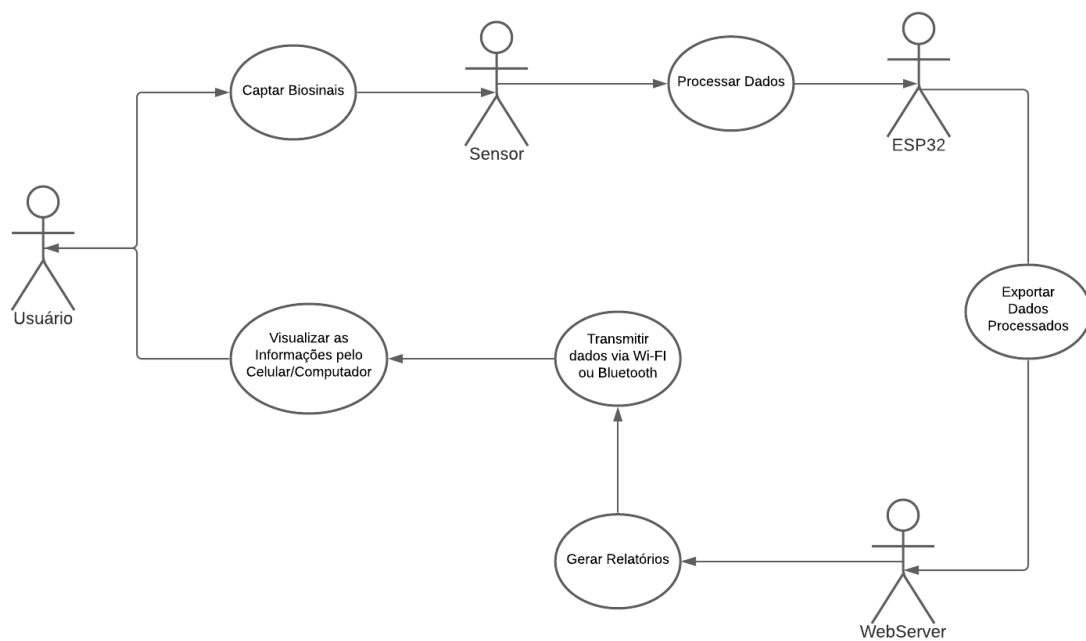 Captar Biosinais
Sensor
Processar Dados
ESP32
Usuário
Exportar
Dados
Processados
Visualizar as
Informações pelo
Celular/Computador
Transmitir
dados via Wi-FI
ou Bluetooth
Gerar Relatórios
WebServer